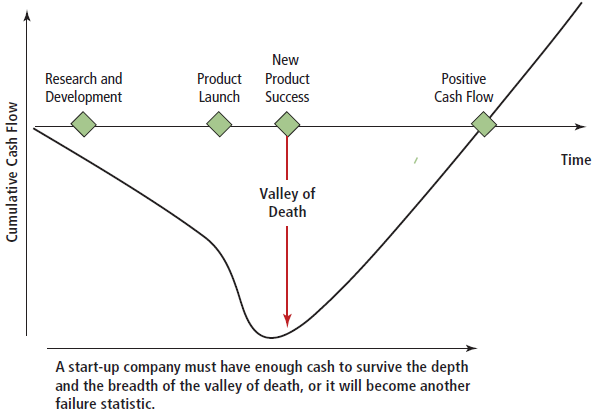 New
Research and Product Product Positive
Development Launch Success Cash Flow
Cumulative Cash Flow
Time
Valley of
Death
A start-up company must have enough cash to survive the depth
and the breadth of the valley of death, or it will become another
failure statistic.